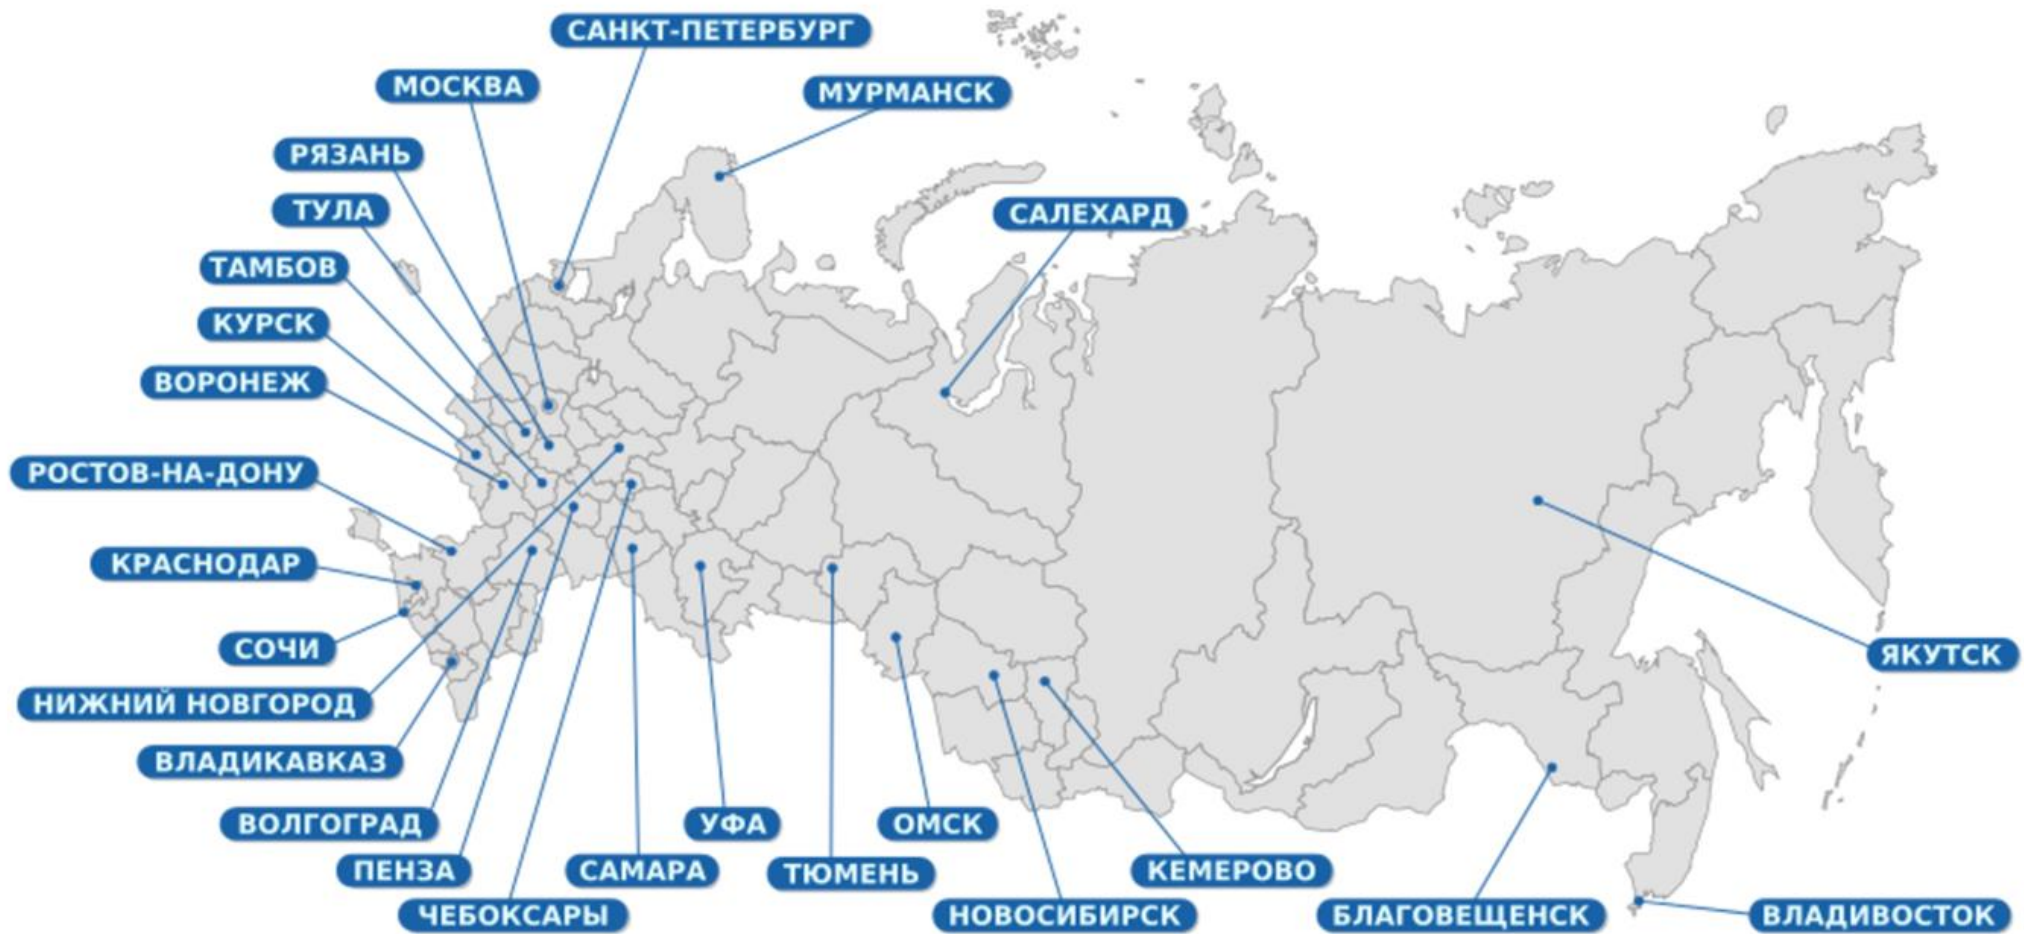 САНКТ-ПЕТЕРБУРГ
МОСКВА
МУРМАНСК
РЯЗАНЬ
ТУЛА
САЛЕХАРД
ТАМБОВ
КУРСК
ВОРОНЕЖ
РОСТОВ-НА-ДОНУ
КРАСНОДАР
СОЧИ
ЯКУТСК
НИЖНИЙ НОВГОРОД
ВЛАДИКАВКАЗ
ВОЛГОГРАД
УФА
ОМСК
ПЕНЗА
САМАРА
ТЮМЕНЬ
КЕМЕРОВО
ЧЕБОКСАРЫ
НОВОСИБИРСК
БЛАГОВЕЩЕНСК
ВЛАДИВОСТОК